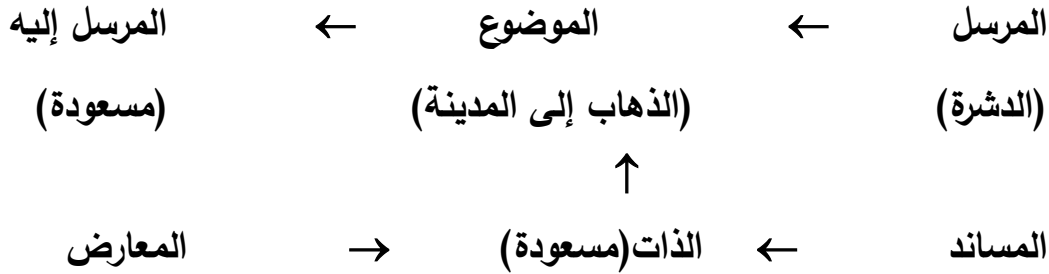 المرسل ← الموضوع ← المرسل إليه
(الدشرة) (الذهاب إلى المدينة) (مسعودة)
↑
المساند ← الذات(مسعودة) → المعارض